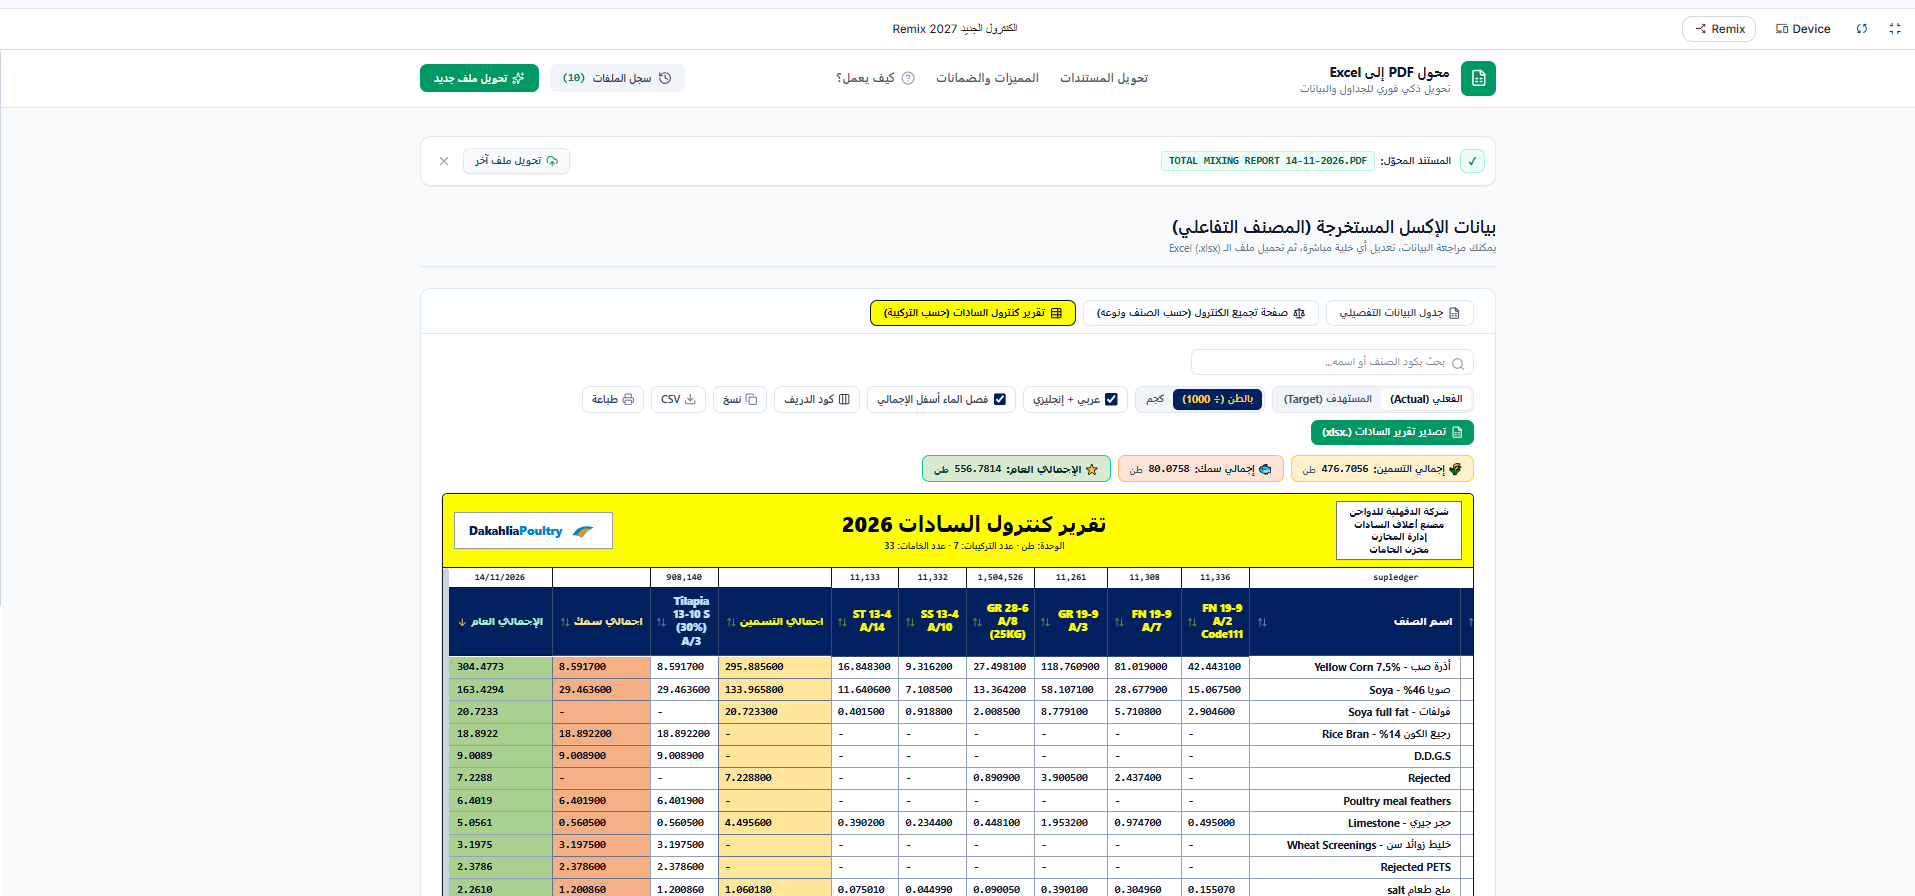 الكنترول الجديد 2027 Remix
Remix
Device
محول PDF إلى Excel
تحويل ذكي فوري للجداول والبيانات
تحويل المستندات
المميزات والضمانات
كيف يعمل؟
سجل الملفات (10)
تحويل ملف جديد
المستند المحوّل: TOTAL MIXING REPORT 14-11-2026.PDF
تحويل ملف آخر
بيانات الإكسل المستخرجة (المصنف التفاعلي)
يمكنك مراجعة البيانات، تعديل أي خلية مباشرة، ثم تحميل ملف الـ Excel (.xlsx)
جدول البيانات التفصيلي
صفحة تجميع الكنترول (حسب الصنف ونوعه)
تقرير كنترول السادات (حسب التركيبة)
بحث بكود الصنف أو اسمه...
الفعلي (Actual)
المستهدف (Target)
بالطن (÷ 1000)
كجم
عربي + إنجليزي
فصل الماء أسفل الإجمالي
كود الدريف
نسخ
CSV
طباعة
تصدير تقرير السادات (.xlsx)
إجمالي التسمين: 476.7056 طن
إجمالي سمك: 80.0758 طن
الإجمالي العام: 556.7814 طن
شركة الدقهلية للدواجن
مصنع أعلاف السادات
إدارة المخازن
مخزن الخامات
تقرير كنترول السادات 2026
الوحدة: طن · عدد التركيبات: 7 · عدد الخامات: 33
DakahliaPoultry
supledger 11,336 11,308 11,261 1,504,526 11,332 11,133 908,140 14/11/2026
اسم الصنف
FN 19-9 A/2 Code111
FN 19-9 A/7
GR 19-9 A/3
GR 28-6 A/8 (25KG)
SS 13-4 A/10
ST 13-4 A/14
اجمالي التسمين
Tilapia 13-10 S (30%) A/3
اجمالي سمك
الإجمالي العام
أذرة صب - Yellow Corn 7.5% 42.443100 81.019000 118.760900 27.498100 9.316200 16.848300 295.885600 8.591700 8.591700 304.4773
صويا 46% - Soya 15.067500 28.677900 58.107100 13.364200 7.108500 11.640600 133.965800 29.463600 29.463600 163.4294
فولفات - Soya full fat 2.904600 5.710800 8.779100 2.008500 0.918800 0.401500 20.723300 - - 20.7233
رجيع الكون 14% - Rice Bran - - - - - - - 18.892200 18.892200 18.8922
D.D.G.S - - - - - - - 9.008900 9.008900 9.0089
Rejected - 2.437400 3.900500 0.890900 - - 7.228800 - - 7.2288
Poultry meal feathers - - - - - - - 6.401900 6.401900 6.4019
حجر جيري - Limestone 0.495000 0.974700 1.953200 0.448100 0.234400 0.390200 4.495600 0.560500 0.560500 5.0561
خليط زوائد سن - Wheat Screenings - - - - - - - 3.197500 3.197500 3.1975
Rejected PETS - - - - - - - 2.378600 2.378600 2.3786
ملح طعام salt 0.155070 0.304960 0.390100 0.090050 0.044990 0.075010 1.060180 1.200860 1.200860 2.2610